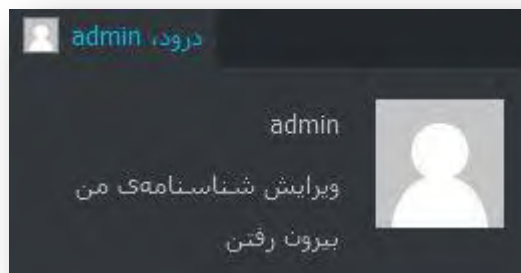 درود، admin
admin
ویرایش شناسنامه‌ی من
بیرون رفتن